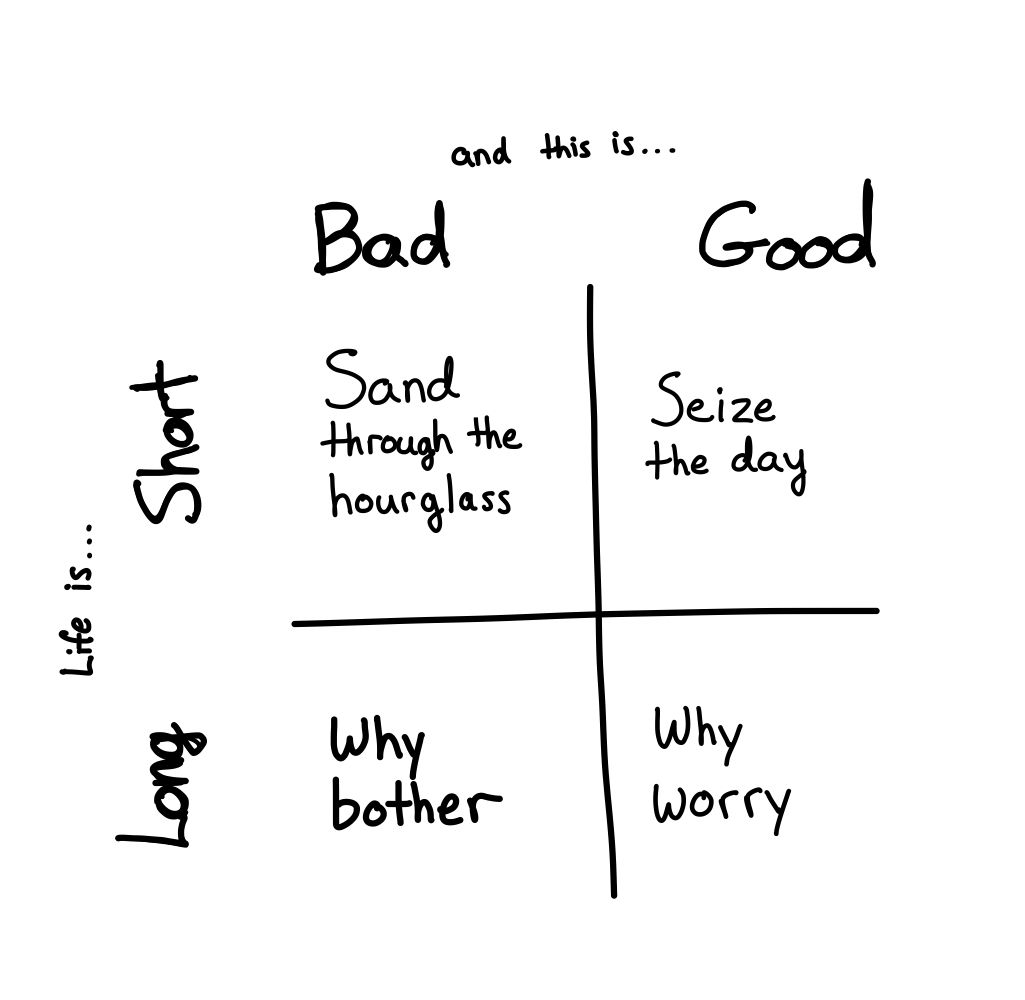 and this is...
Bad
Good
Life is...
Short
Sand
through the
hourglass
Seize
the day
Long
Why
bother
Why
worry